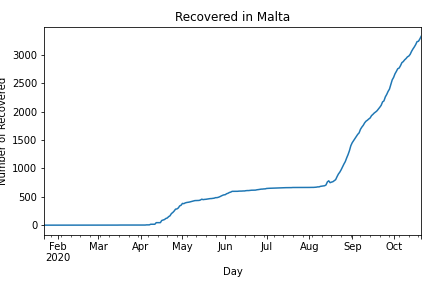 Recovered in Malta
Number of Recovered
3000
2500
2000
1500
1000
500
0
Feb Mar Apr May Jun Jul Aug Sep Oct
2020
Day